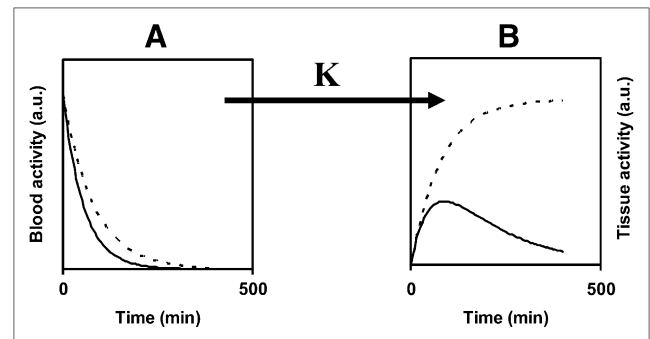 A
B
K
Blood activity (a.u.)
Tissue activity (a.u.)
0
500
0
500
Time (min)
Time (min)